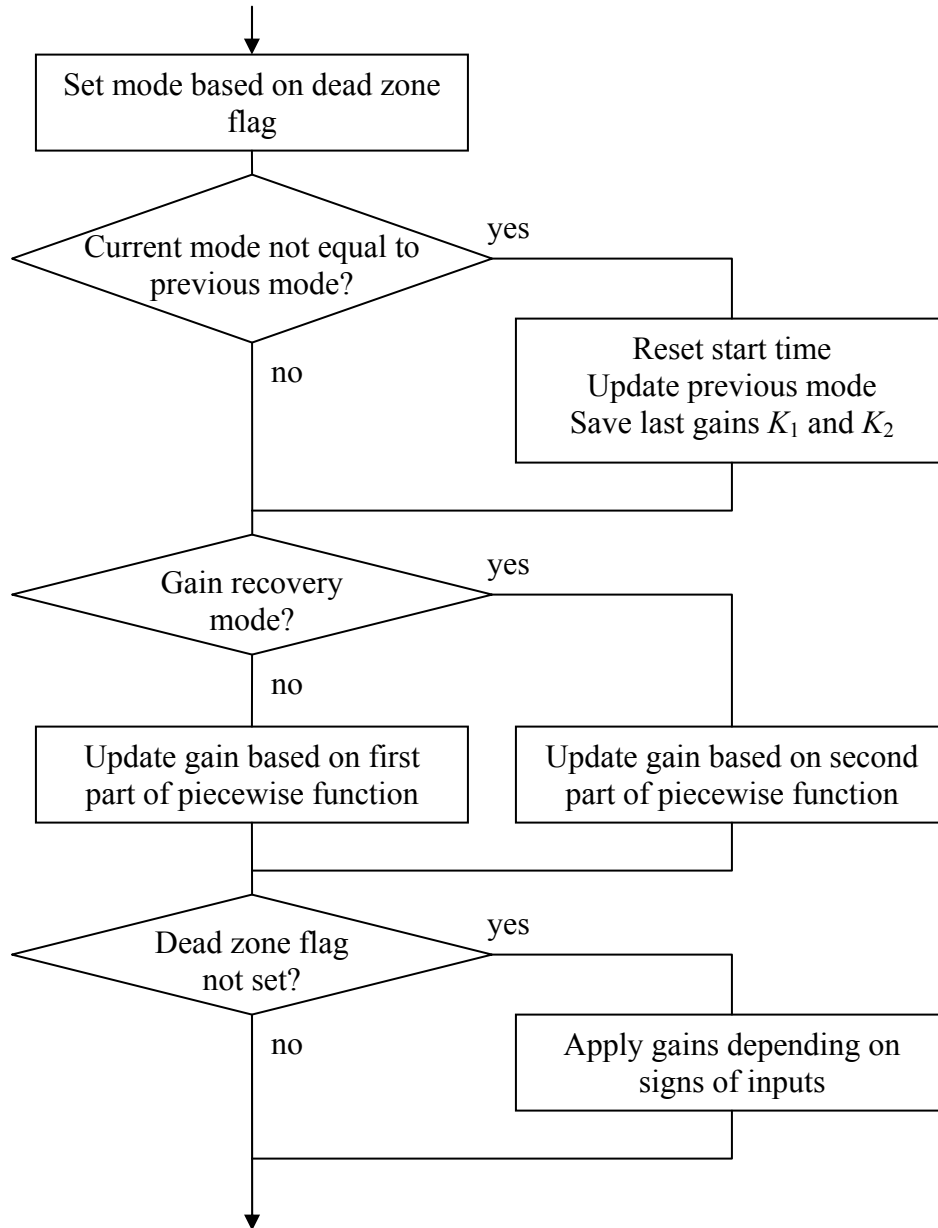 Set mode based on dead zone
flag
Current mode not equal to
previous mode?
yes
no
Reset start time
Update previous mode
Save last gains K₁ and K₂
Gain recovery
mode?
yes
no
Update gain based on first
part of piecewise function
Update gain based on second
part of piecewise function
Dead zone flag
not set?
yes
no
Apply gains depending on
signs of inputs